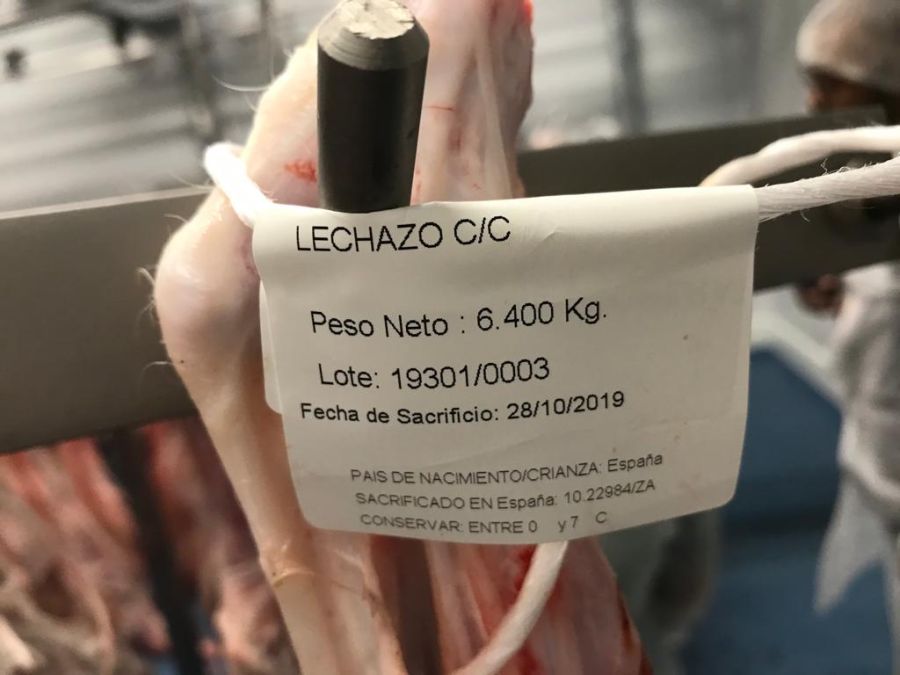 LECHAZO C/C
Peso Neto : 6.400 Kg.
Lote: 19301/0003
Fecha de Sacrificio: 28/10/2019
PAIS DE NACIMIENTO/CRIANZA: España
SACRIFICADO EN España: 10.22984/ZA
CONSERVAR: ENTRE 0 y 7 C